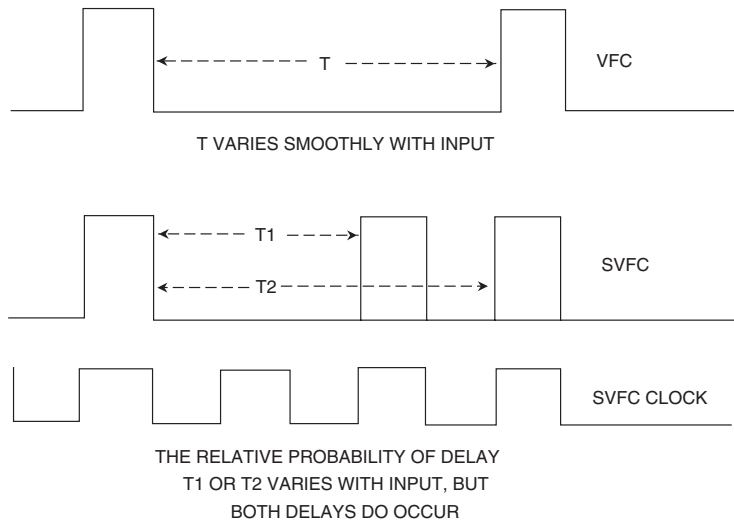 T
VFC
T VARIES SMOOTHLY WITH INPUT
T1
SVFC
T2
SVFC CLOCK
THE RELATIVE PROBABILITY OF DELAY
T1 OR T2 VARIES WITH INPUT, BUT
BOTH DELAYS DO OCCUR